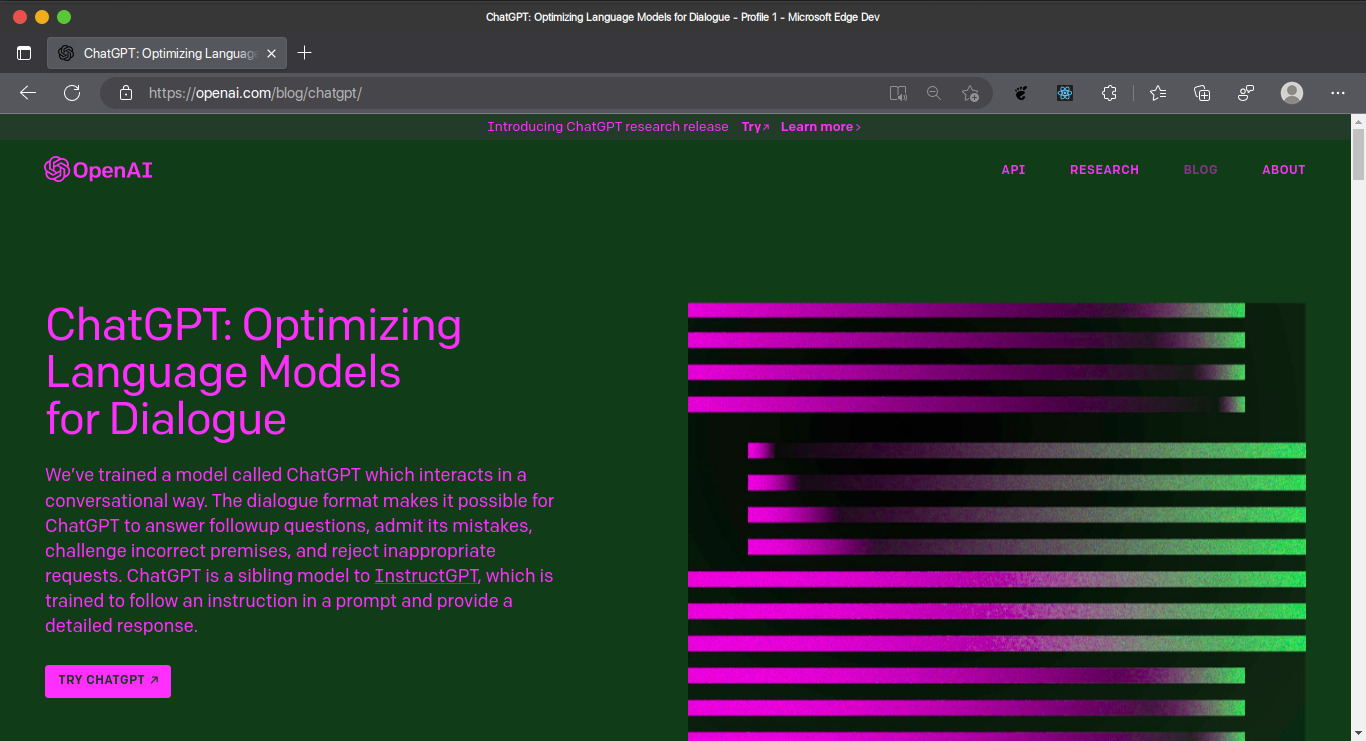 ChatGPT: Optimizing Language Models for Dialogue - Profile 1 - Microsoft Edge Dev
ChatGPT: Optimizing Language
https://openai.com/blog/chatgpt/
Introducing ChatGPT research release Try↗ Learn more›
OpenAI
API RESEARCH BLOG ABOUT
ChatGPT: Optimizing
Language Models
for Dialogue
We’ve trained a model called ChatGPT which interacts in a
conversational way. The dialogue format makes it possible for
ChatGPT to answer followup questions, admit its mistakes,
challenge incorrect premises, and reject inappropriate
requests. ChatGPT is a sibling model to InstructGPT, which is
trained to follow an instruction in a prompt and provide a
detailed response.
TRY CHATGPT ↗